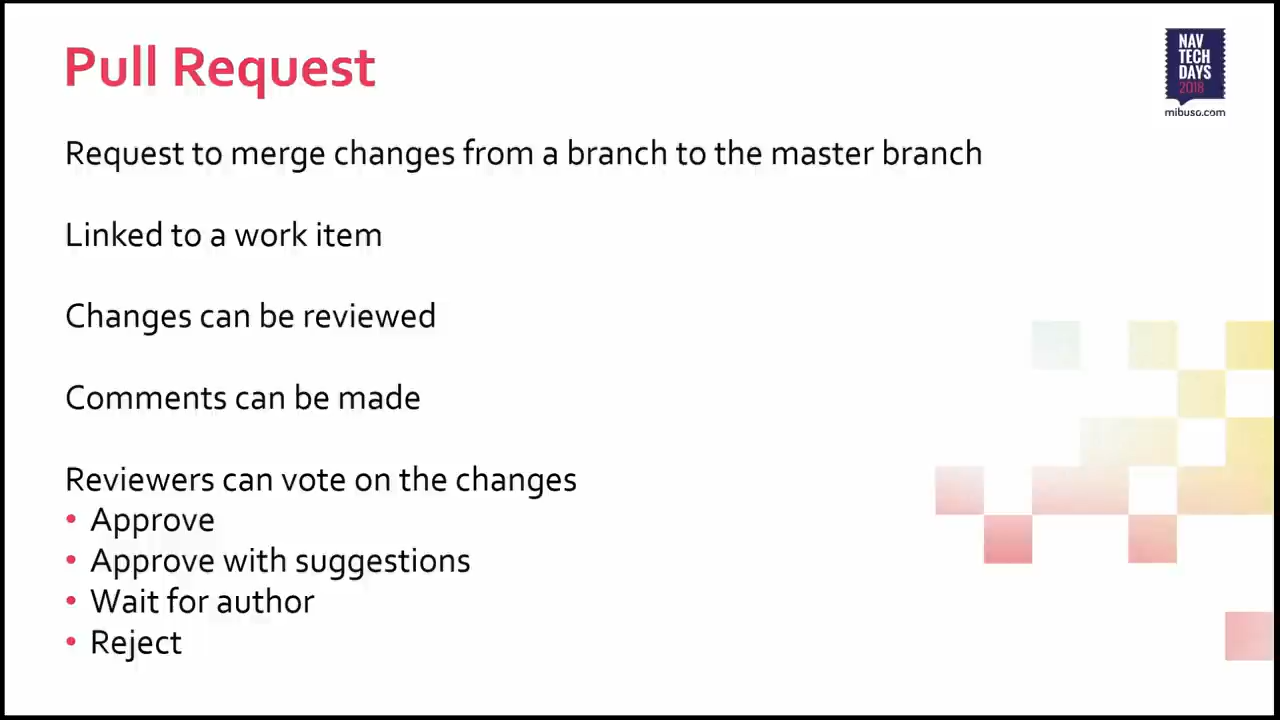 Pull Request
NAV
TECH
DAYS
2018
mibuso.com
Request to merge changes from a branch to the master branch
Linked to a work item
Changes can be reviewed
Comments can be made
Reviewers can vote on the changes
• Approve
• Approve with suggestions
• Wait for author
• Reject